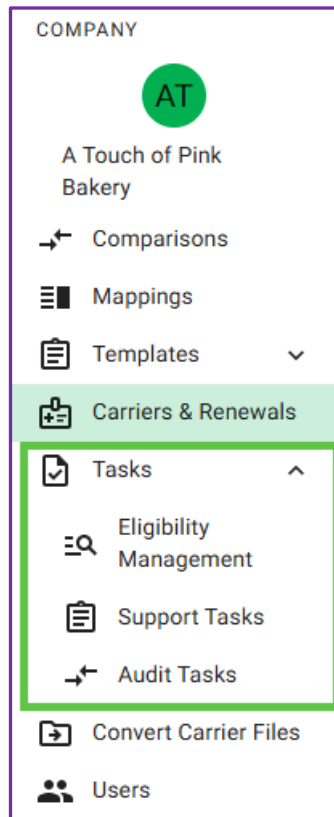 COMPANY
AT
A Touch of Pink
Bakery
Comparisons
Mappings
Templates
Carriers & Renewals
Tasks
Eligibility
Management
Support Tasks
Audit Tasks
Convert Carrier Files
Users